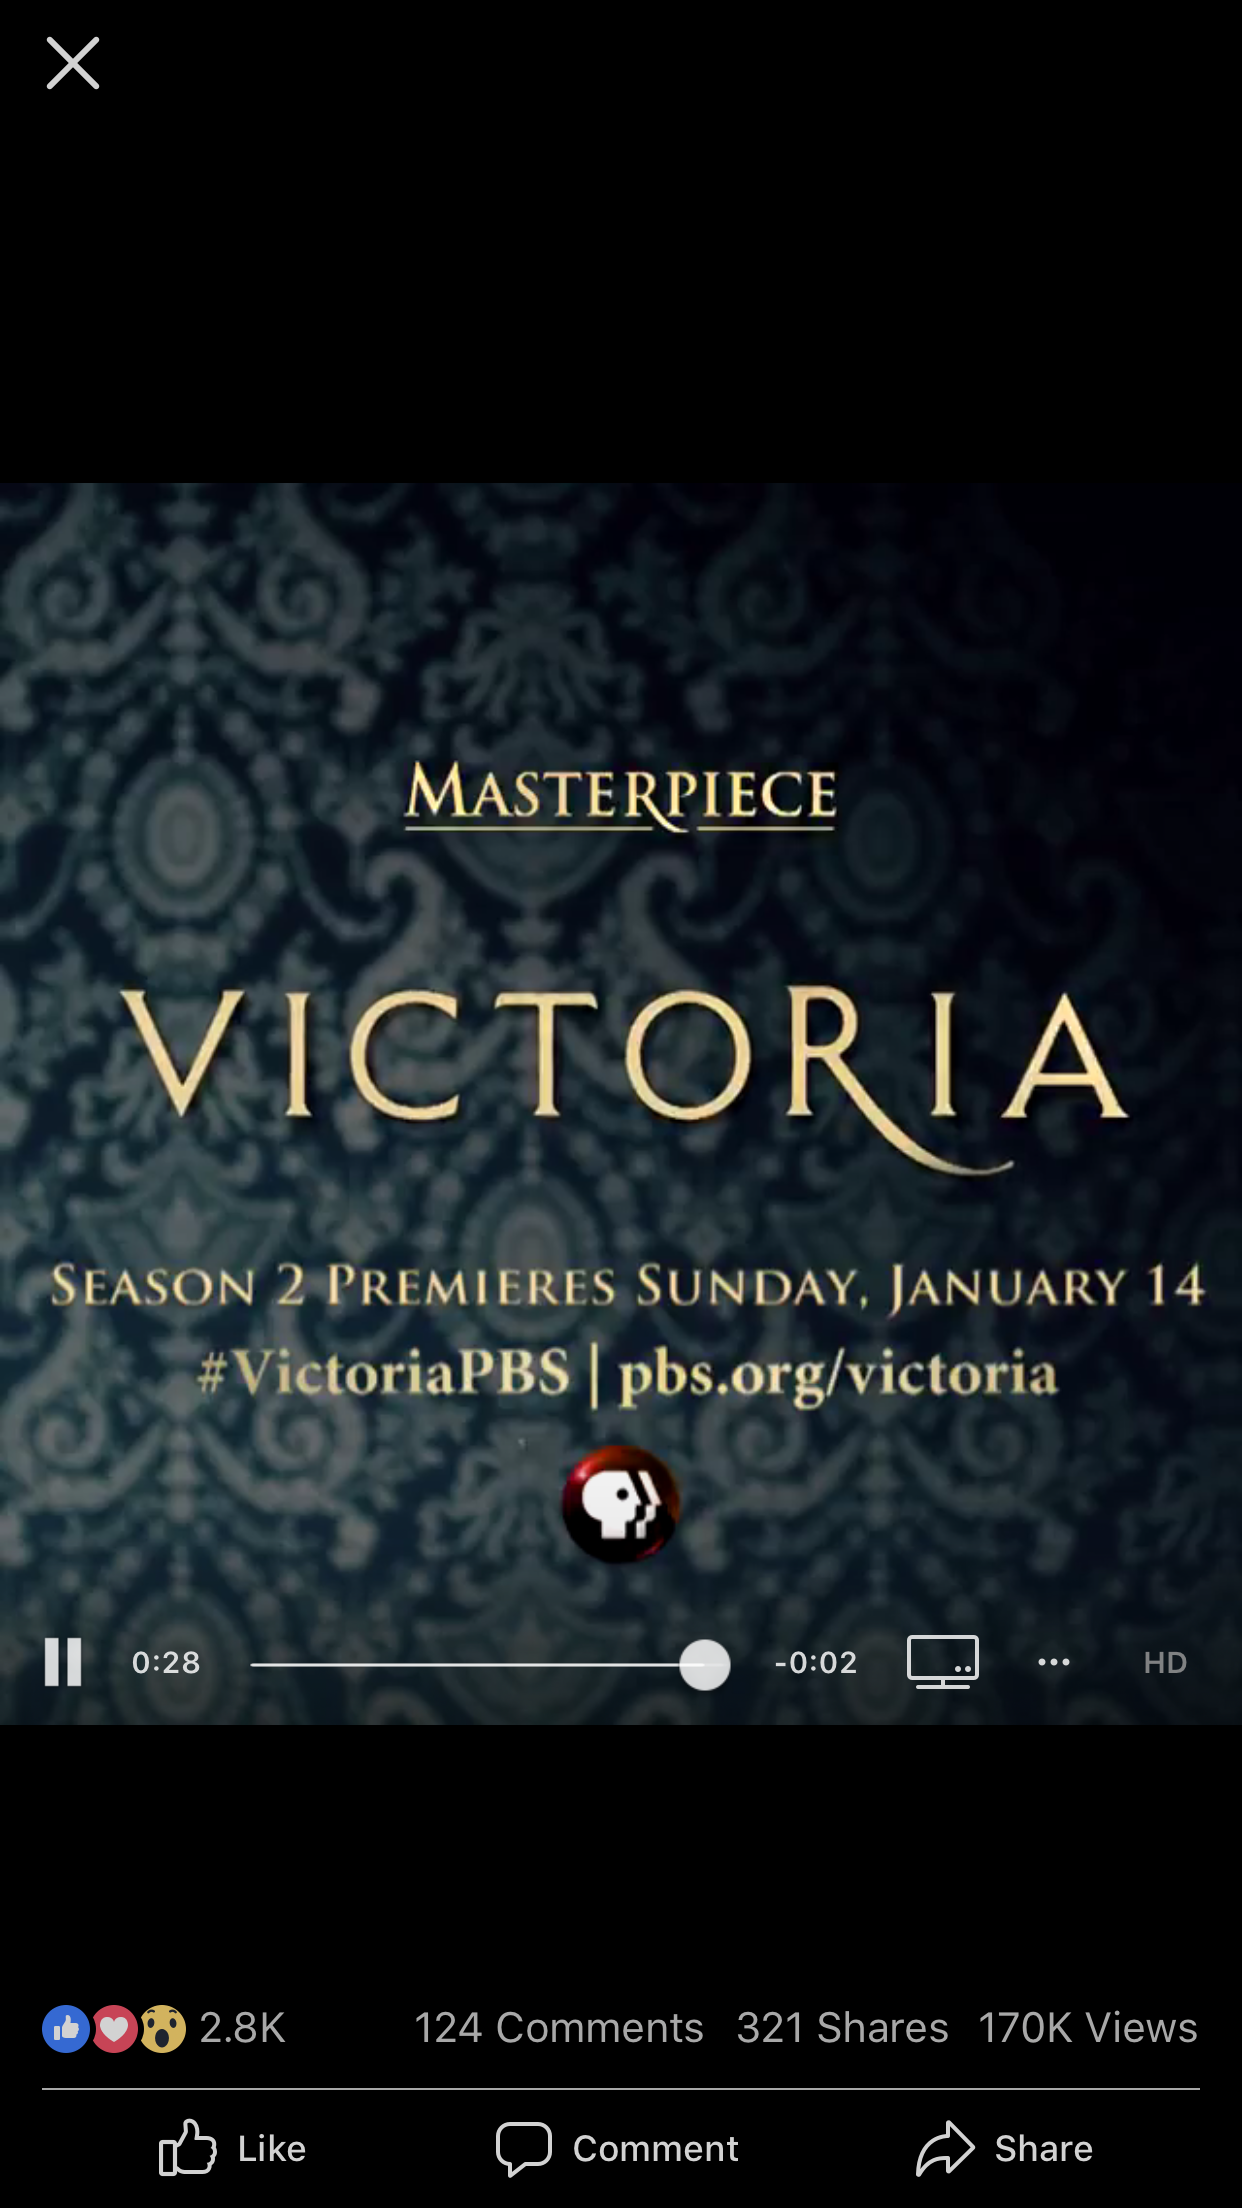 MASTERPIECE
VICTORIA
SEASON 2 PREMIERES SUNDAY, JANUARY 14
#VictoriaPBS | pbs.org/victoria
0:28 -0:02 HD
2.8K 124 Comments 321 Shares 170K Views
Like Comment Share